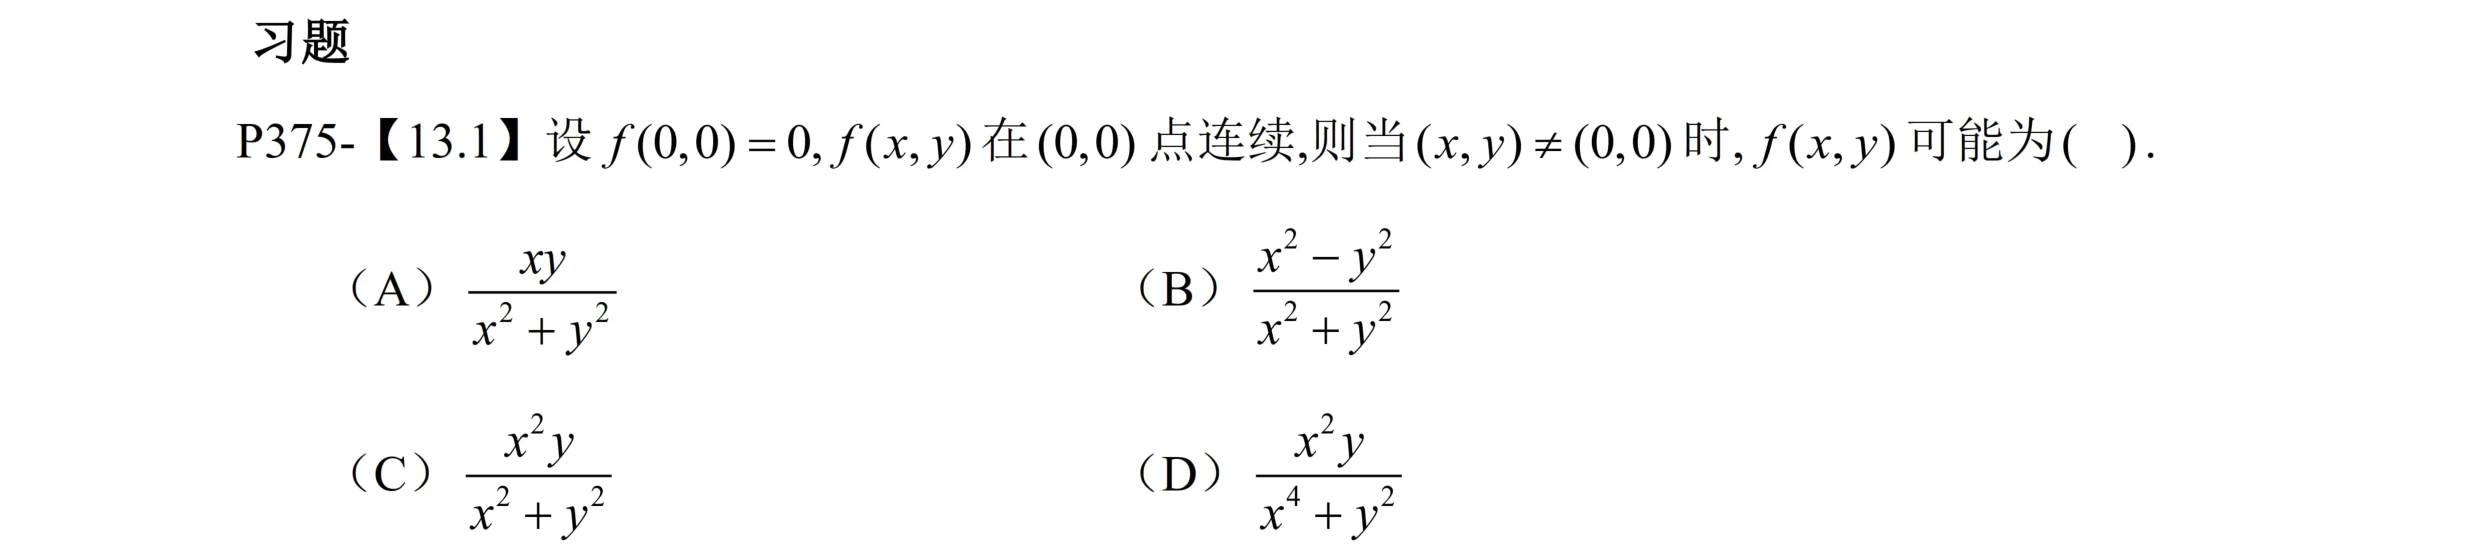 习题
P375-【13.1】设 f(0,0) = 0, f(x,y) 在 (0,0) 点连续,则当 (x,y) ≠ (0,0) 时, f(x,y) 可能为(  ).
（A）$\frac{xy}{x^2+y^2}$ （B）$\frac{x^2-y^2}{x^2+y^2}$
（C）$\frac{x^2y}{x^2+y^2}$ （D）$\frac{x^2y}{x^4+y^2}$